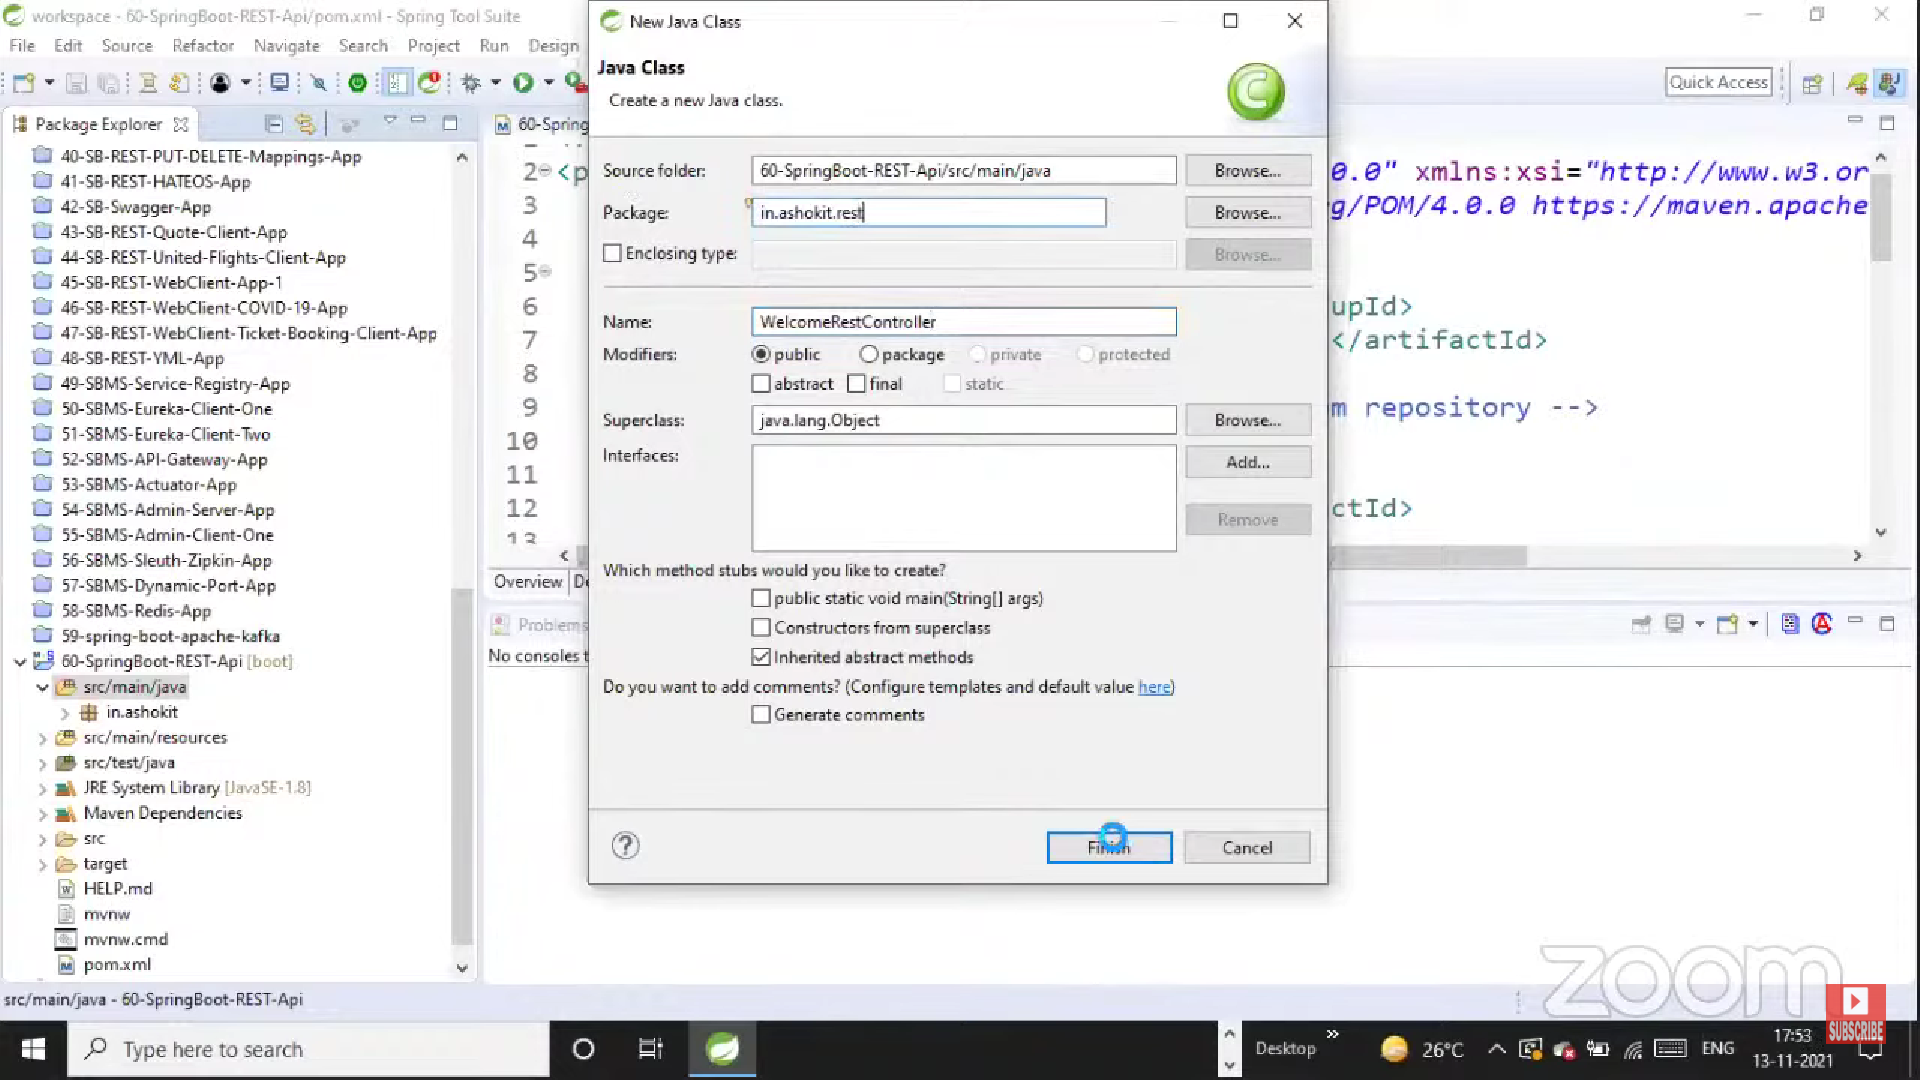 workspace - 60-SpringBoot-REST-Api/pom.xml - Spring Tool Suite
File Edit Source Refactor Navigate Search Project Run Design
Quick Access
Package Explorer
40-SB-REST-PUT-DELETE-Mappings-App
41-SB-REST-HATEOS-App
42-SB-Swagger-App
43-SB-REST-Quote-Client-App
44-SB-REST-United-Flights-Client-App
45-SB-REST-WebClient-App-1
46-SB-REST-WebClient-COVID-19-App
47-SB-REST-WebClient-Ticket-Booking-Client-App
48-SB-REST-YML-App
49-SBMS-Service-Registry-App
50-SBMS-Eureka-Client-One
51-SBMS-Eureka-Client-Two
52-SBMS-API-Gateway-App
53-SBMS-Actuator-App
54-SBMS-Admin-Server-App
55-SBMS-Admin-Client-One
56-SBMS-Sleuth-Zipkin-App
57-SBMS-Dynamic-Port-App
58-SBMS-Redis-App
59-spring-boot-apache-kafka
60-SpringBoot-REST-Api [boot]
src/main/java
in.ashokit
src/main/resources
src/test/java
JRE System Library [JavaSE-1.8]
Maven Dependencies
src
target
HELP.md
mvnw
mvnw.cmd
pom.xml
src/main/java - 60-SpringBoot-REST-Api
60-Spring
2 <p
3
4
5
6
7
8
9
10
11
12
13
0.0" xmlns:xsi="http://www.w3.or
g/POM/4.0.0 https://maven.apache
upId>
</artifactId>
m repository -->
ctId>
Overview De
Problems
No consoles t
New Java Class
Java Class
Create a new Java class.
Source folder: 60-SpringBoot-REST-Api/src/main/java Browse...
Package: in.ashokit.rest Browse...
Enclosing type: Browse...
Name: WelcomeRestController
Modifiers: public package private protected
abstract final static
Superclass: java.lang.Object Browse...
Interfaces: Add...
Remove
Which method stubs would you like to create?
public static void main(String[] args)
Constructors from superclass
Inherited abstract methods
Do you want to add comments? (Configure templates and default value here)
Generate comments
Finish Cancel
zoom
SUBSCRIBE
Type here to search
Desktop
26°C
ENG
17:53
13-11-2021